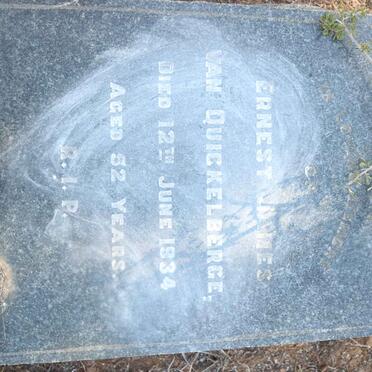 ERNEST JAMES
VAN QUICKELBERGE,
DIED 12TH JUNE 1934
AGED 52 YEARS.
R.I.P.